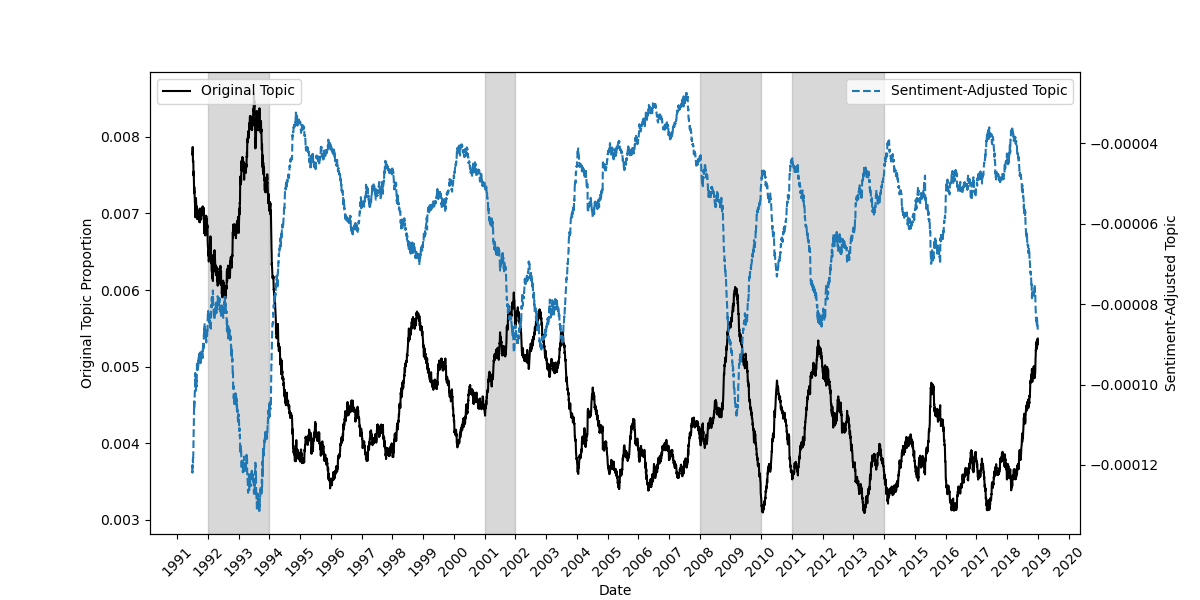 Original Topic
Sentiment-Adjusted Topic
0.008
0.007
0.006
0.005
0.004
0.003
Original Topic Proportion
−0.00004
−0.00006
−0.00008
−0.00010
−0.00012
Sentiment-Adjusted Topic
1991 1992 1993 1994 1995 1996 1997 1998 1999 2000 2001 2002 2003 2004 2005 2006 2007 2008 2009 2010 2011 2012 2013 2014 2015 2016 2017 2018 2019 2020
Date